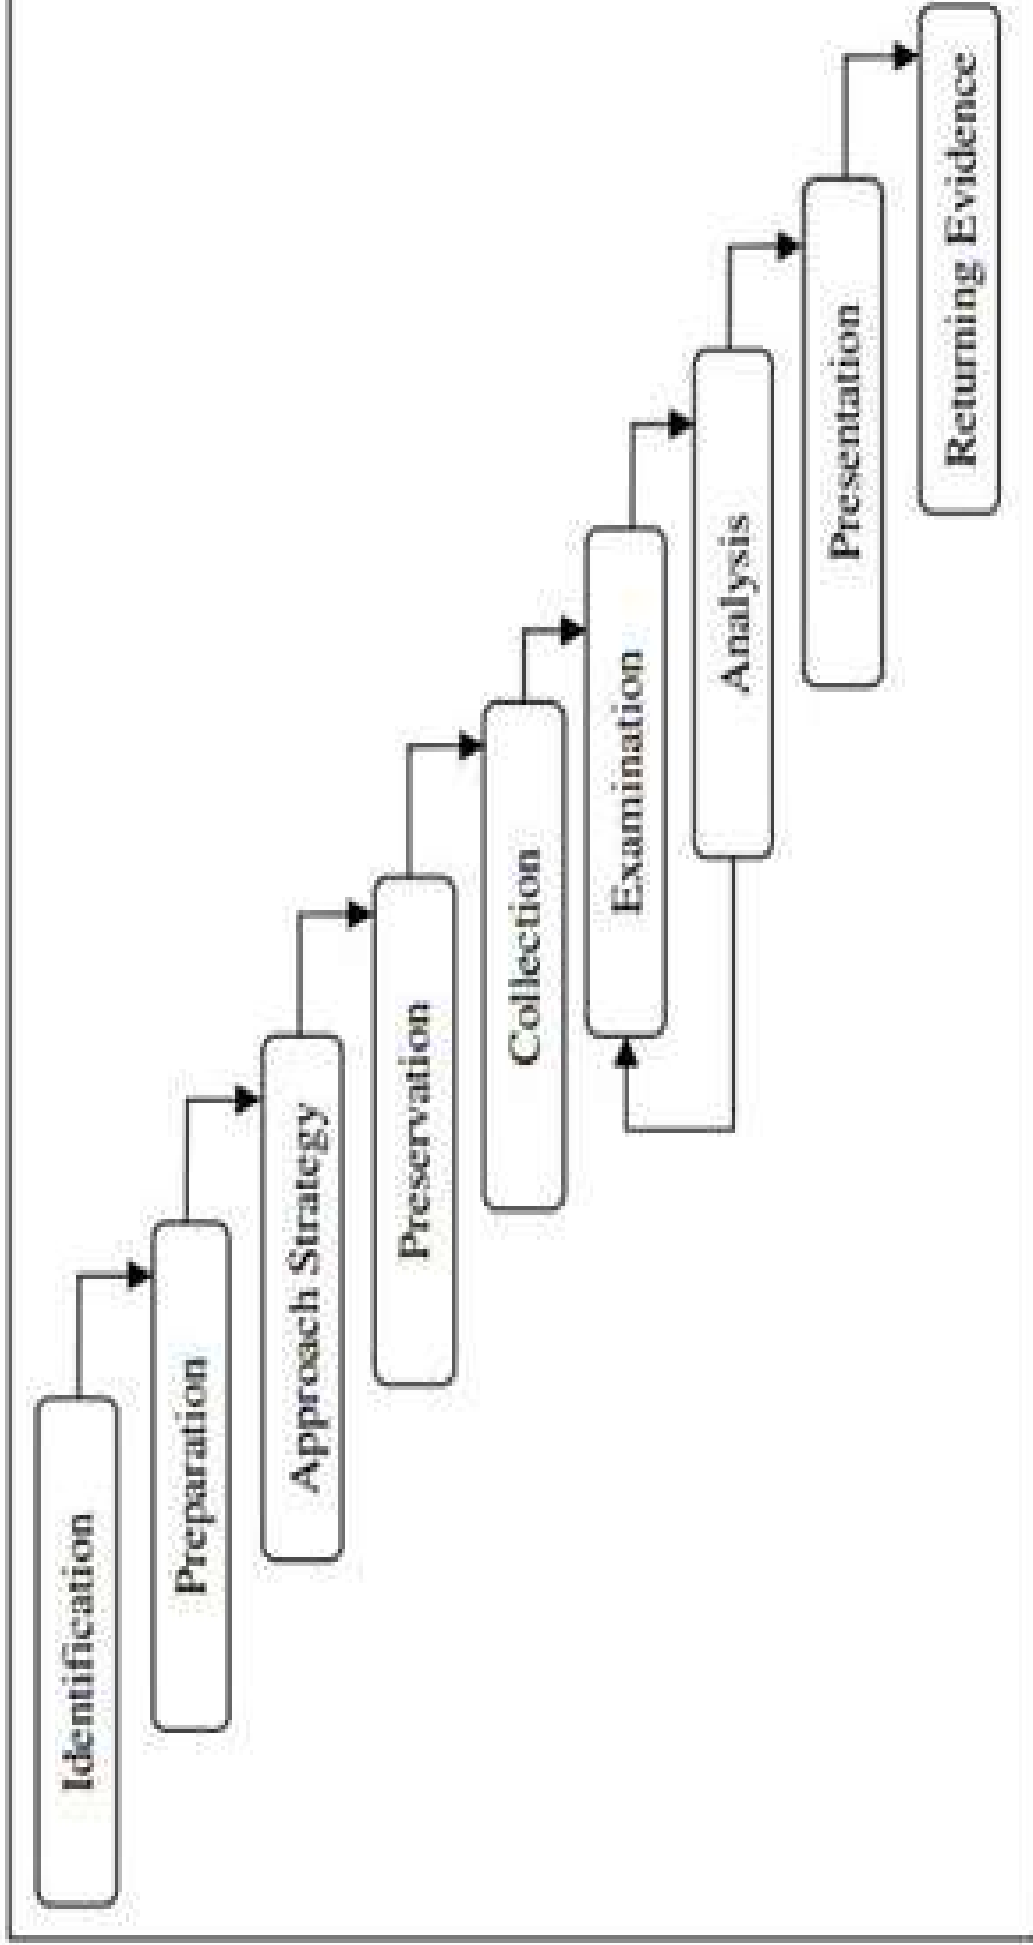 Identification
Preparation
Approach Strategy
Preservation
Collection
Examination
Analysis
Presentation
Returning Evidence